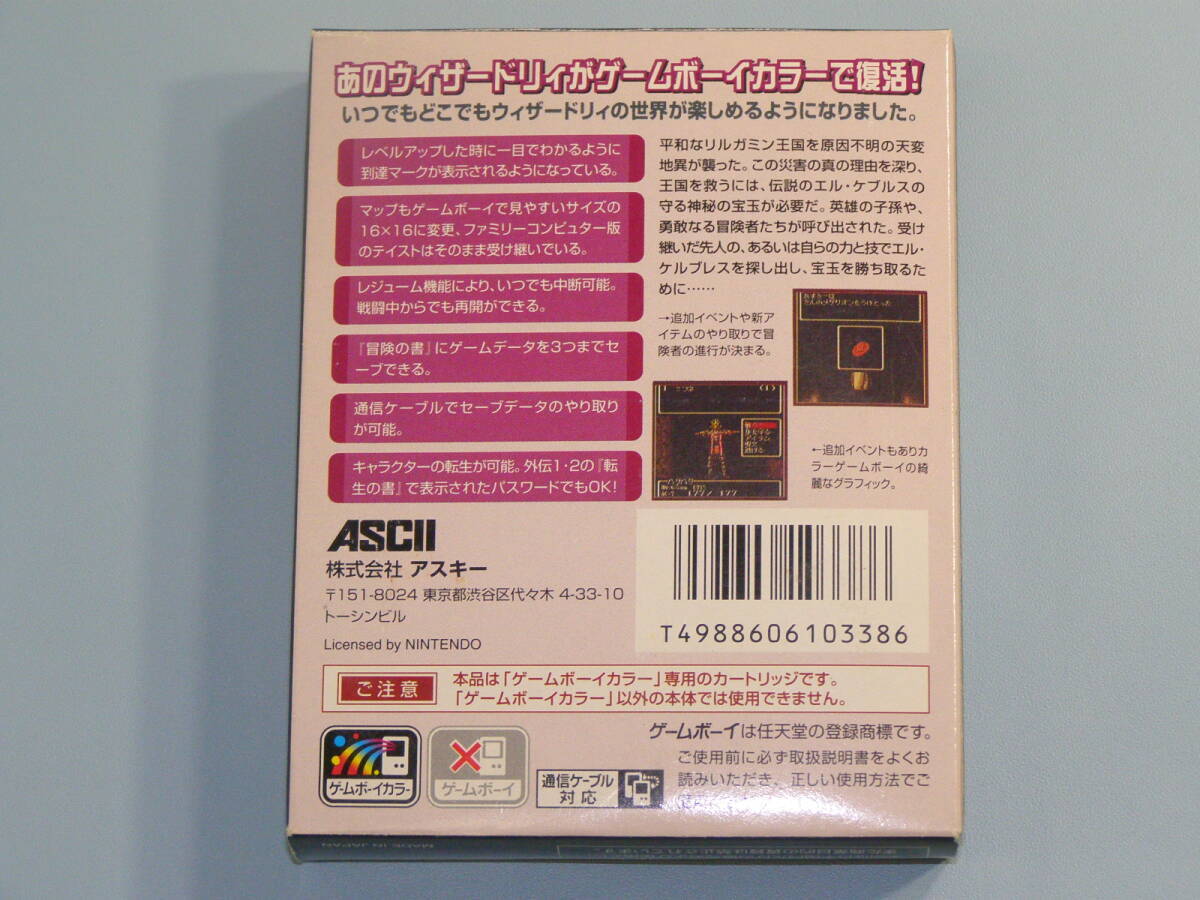 あのウィザードリィがゲームボーイカラーで復活!
いつでもどこでもウィザードリィの世界が楽しめるようになりました。
レベルアップした時に一目でわかるように
到達マークが表示されるようになっている。
マップもゲームボーイで見やすいサイズの
16×16に変更、ファミリーコンピュター版
のテイストはそのまま受け継いでいる。
レジューム機能により、いつでも中断可能。
戦闘中からでも再開ができる。
『冒険の書』にゲームデータを3つまでセ
ーブできる。
通信ケーブルでセーブデータのやり取り
が可能。
キャラクターの転生が可能。外伝1・2の『転
生の書』で表示されたパスワードでもOK!
平和なリルガミン王国を原因不明の天変
地異が襲った。この災害の真の理由を深り、
王国を救うには、伝説のエル・ケブルスの
守る神秘の宝玉が必要だ。英雄の子孫や、
勇敢なる冒険者たちが呼び出された。受け
継いだ先人の、あるいは自らの力と技でエル・
ケルブレスを探し出し、宝玉を勝ち取るた
めに……
→追加イベントや新ア
イテムのやり取りで冒
険者の進行が決まる。
←追加イベントもありカ
ラーゲームボーイの綺
麗なグラフィック。
ASCII
株式会社 アスキー
〒151-8024 東京都渋谷区代々木 4-33-10
トーシンビル
Licensed by NINTENDO
T4988606103386
ご注意
本品は「ゲームボーイカラー」専用のカートリッジです。
「ゲームボーイカラー」以外の本体では使用できません。
ゲームボーイカラー
ゲームボーイ
通信ケーブル
対応
ゲームボーイは任天堂の登録商標です。
ご使用前に必ず取扱説明書をよくお
読みいただき、正しい使用方法でご
MADE IN JAPAN